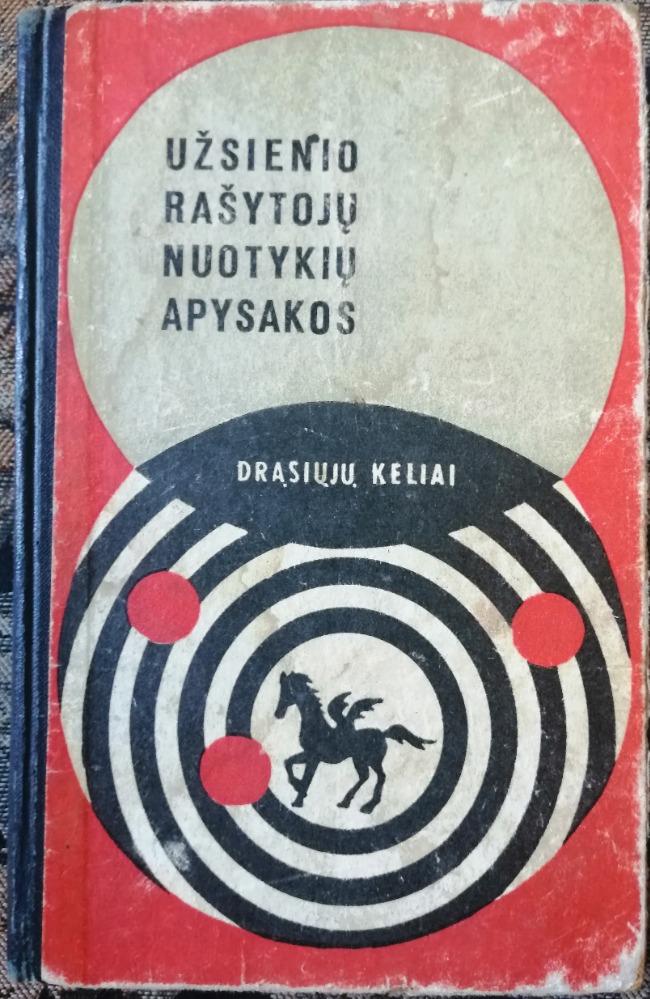 UŽSIENIO
RAŠYTOJŲ
NUOTYKIŲ
APYSAKOS
DRĄSIŲJŲ KELIAI